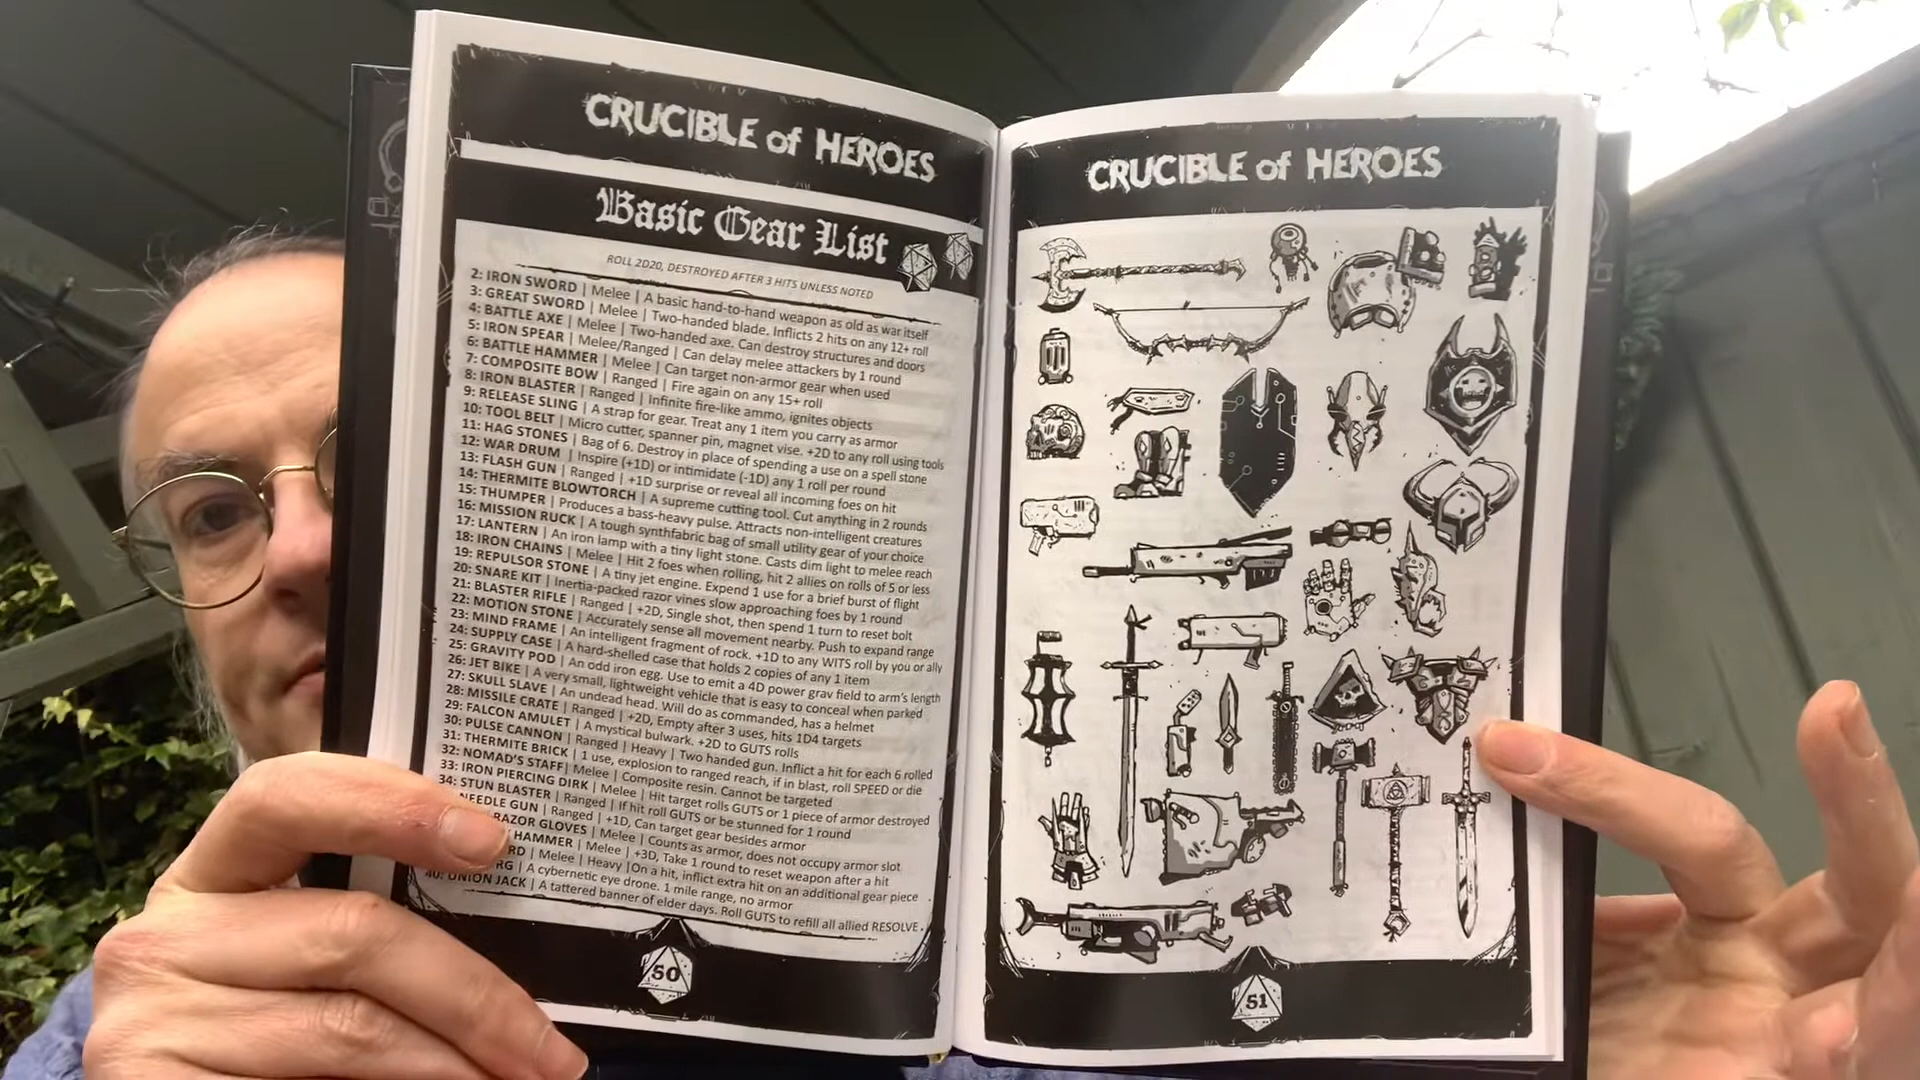 CRUCIBLE of HEROES
Basic Gear List
ROLL 2D20, DESTROYED AFTER 3 HITS UNLESS NOTED
2: IRON SWORD | Melee | A basic hand-to-hand weapon as old as war itself
3: GREAT SWORD | Melee | Two-handed blade. Inflicts 2 hits on any 12+ roll
4: BATTLE AXE | Melee | Two-handed axe. Can destroy structures and doors
5: IRON SPEAR | Melee/Ranged | Can delay melee attackers by 1 round
6: BATTLE HAMMER | Melee | Can target non-armor gear when used
7: COMPOSITE BOW | Ranged | Fire again on any 15+ roll
8: IRON BLASTER | Ranged | Infinite fire-like ammo, ignites objects
9: RELEASE SLING | A strap for gear. Treat any 1 item you carry as armor
10: TOOL BELT | Micro cutter, spanner pin, magnet vise. +2D to any roll using tools
11: HAG STONES | Bag of 6. Destroy in place of spending a use on a spell stone
12: WAR DRUM | Inspire (+1D) or intimidate (-1D) any 1 roll per round
13: FLASH GUN | Ranged | +1D surprise or reveal all incoming foes on hit
14: THERMITE BLOWTORCH | A supreme cutting tool. Cut anything in 2 rounds
15: THUMPER | Produces a bass-heavy pulse. Attracts non-intelligent creatures
16: MISSION RUCK | A tough synthfabric bag of small utility gear of your choice
17: LANTERN | An iron lamp with a tiny light stone. Casts dim light to melee reach
18: IRON CHAINS | Melee | Hit 2 foes when rolling, hit 2 allies on rolls of 5 or less
19: REPULSOR STONE | A tiny jet engine. Expend 1 use for a brief burst of flight
20: SNARE KIT | Inertia-packed razor vines slow approaching foes by 1 round
21: BLASTER RIFLE | Ranged | +2D, Single shot, then spend 1 turn to reset bolt
22: MOTION STONE | Accurately sense all movement nearby. Push to expand range
23: MIND FRAME | An intelligent fragment of rock. +1D to any WITS roll by you or ally
24: SUPPLY CASE | A hard-shelled case that holds 2 copies of any 1 item
25: GRAVITY POD | An odd iron egg. Use to emit a 4D power grav field to arm's length
26: JET BIKE | A very small, lightweight vehicle that is easy to conceal when parked
27: SKULL SLAVE | An undead head. Will do as commanded, has a helmet
28: MISSILE CRATE | Ranged | +2D, Empty after 3 uses, hits 1D4 targets
29: FALCON AMULET | A mystical bulwark. +2D to GUTS rolls
30: PULSE CANNON | Ranged | Heavy | Two handed gun. Inflict a hit for each 6 rolled
31: THERMITE BRICK | 1 use, explosion to ranged reach, if in blast, roll SPEED or die
32: NOMAD'S STAFF | Melee | Composite resin. Cannot be targeted
33: IRON PIERCING DIRK | Melee | Hit target rolls GUTS or 1 piece of armor destroyed
34: STUN BLASTER | Ranged | If hit roll GUTS or be stunned for 1 round
NEEDLE GUN | Ranged | +1D, Can target gear besides armor
RAZOR GLOVES | Melee | Counts as armor, does not occupy armor slot
HAMMER | Melee | +3D, Take 1 round to reset weapon after a hit
RD | Melee | Heavy | On a hit, inflict extra hit on an additional gear piece
RG | A cybernetic eye drone. 1 mile range, no armor
40: UNION JACK | A tattered banner of elder days. Roll GUTS to refill all allied RESOLVE.
50
CRUCIBLE of HEROES
51